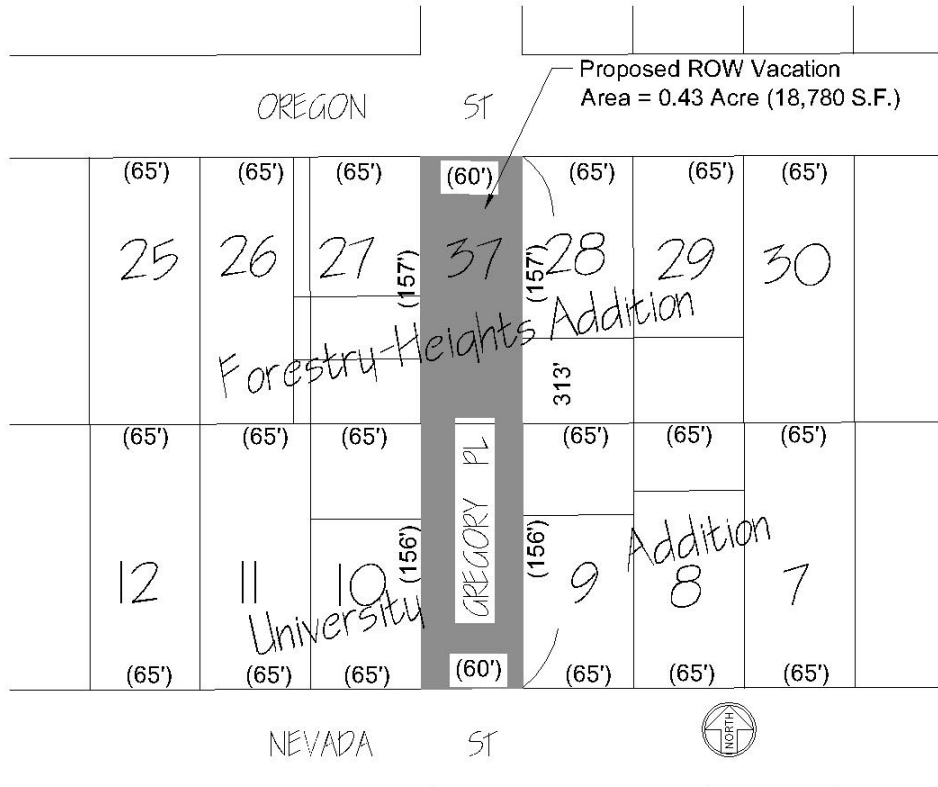 Proposed ROW Vacation
Area = 0.43 Acre (18,780 S.F.)
OREGON ST
(65') (65') (65') (60') (65') (65') (65')
25 26 27 37 28 29 30
(157') (157')
Forestry-Heights Addition
313'
(65') (65') (65') (65') (65') (65')
GREGORY PL
(156') (156')
Addition
12 11 10 9 8 7
University
(65') (65') (65') (60') (65') (65') (65')
NEVADA ST
NORTH